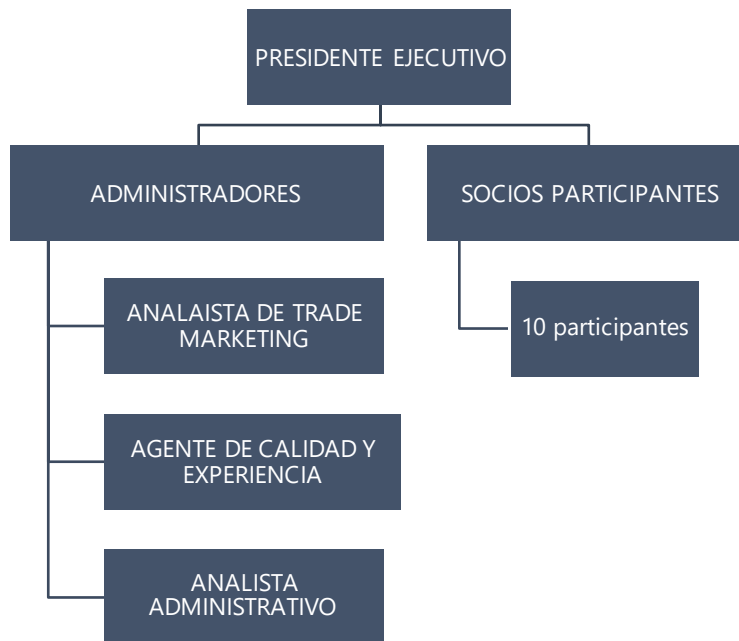 PRESIDENTE EJECUTIVO
ADMINISTRADORES
SOCIOS PARTICIPANTES
ANALAISTA DE TRADE
MARKETING
10 participantes
AGENTE DE CALIDAD Y
EXPERIENCIA
ANALISTA
ADMINISTRATIVO